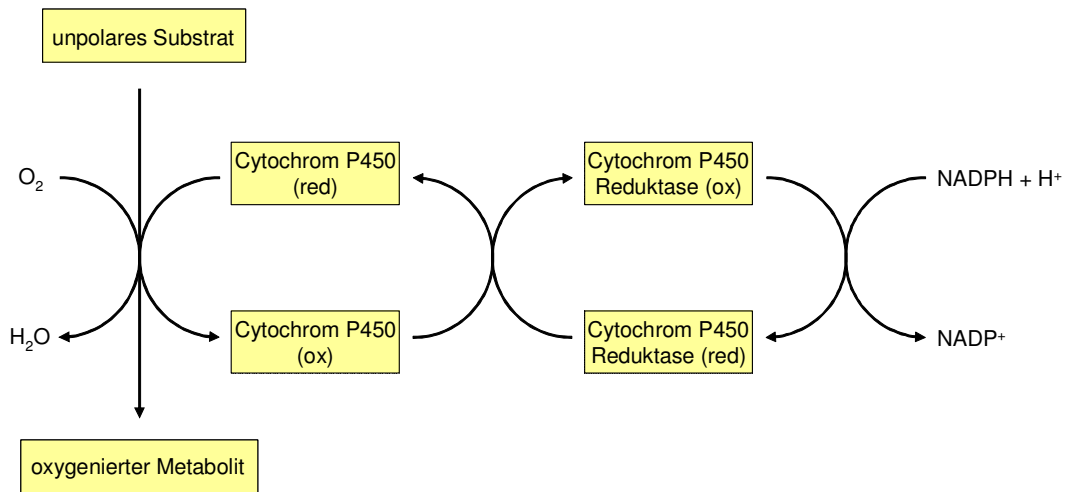 unpolares Substrat
O₂
Cytochrom P450
(red)
Cytochrom P450
Reduktase (ox)
NADPH + H⁺
H₂O
Cytochrom P450
(ox)
Cytochrom P450
Reduktase (red)
NADP⁺
oxygenierter Metabolit